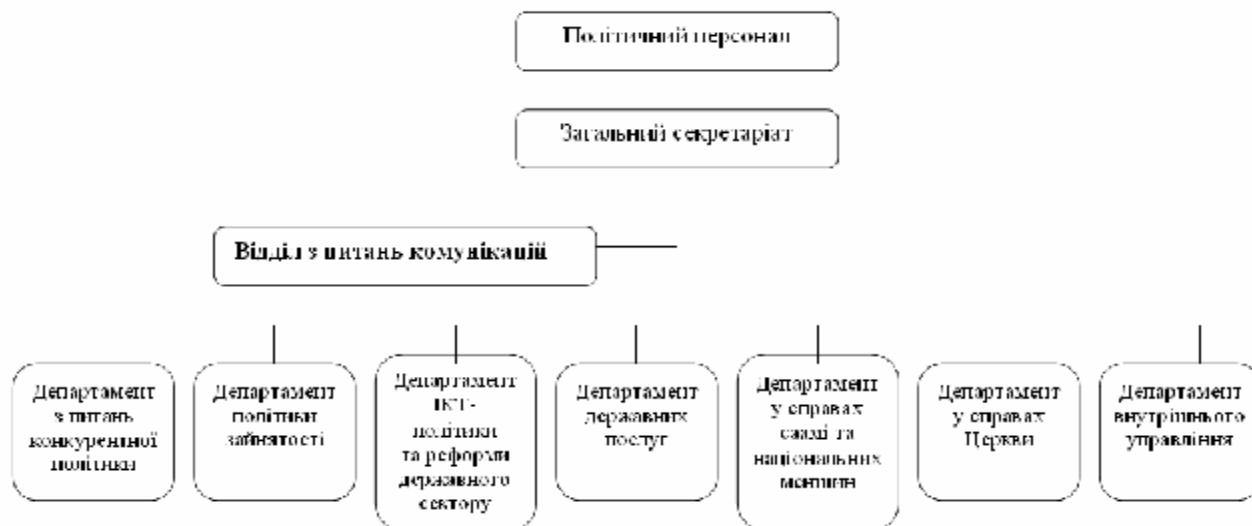 Політичний персонал
Загальний секретаріат
Відділ з питань комунікацій
Департамент
з питань
конкурентної
політики
Департамент
політики
зайнятості
Департамент
ІКТ-
політики
та реформи
державного
сектору
Департамент
державних
послуг
Департамент
у справах
саамі та
національних
меншин
Департамент
у справах
Церкви
Департамент
внутрішнього
управління